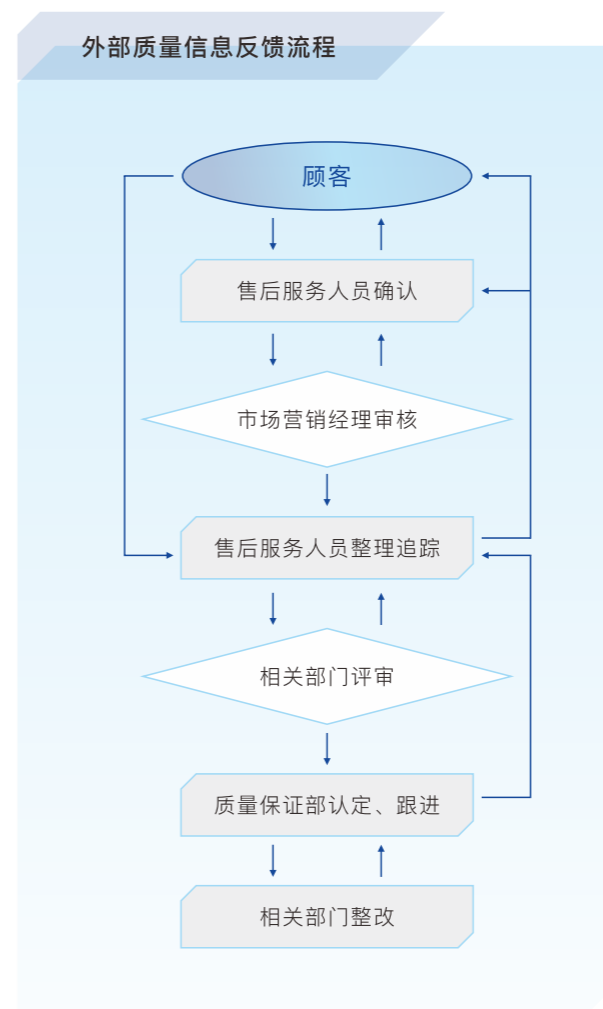 外部质量信息反馈流程
顾客
售后服务人员确认
市场营销经理审核
售后服务人员整理追踪
相关部门评审
质量保证部认定、跟进
相关部门整改